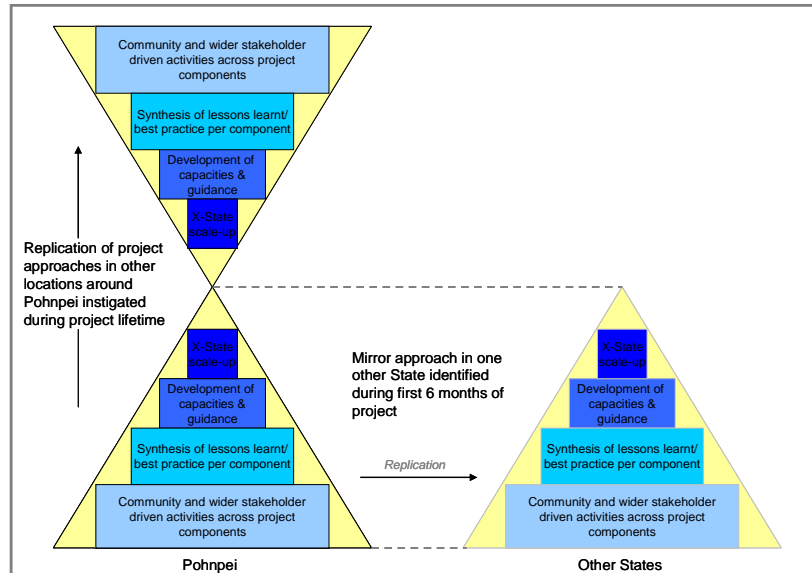 Community and wider stakeholder
driven activities across project
components
Synthesis of lessons learnt/
best practice per component
Development of
capacities &
guidance
X-State
scale-up
Replication of project
approaches in other
locations around
Pohnpei instigated
during project lifetime
X-State
scale-up
Development of
capacities &
guidance
Synthesis of lessons learnt/
best practice per component
Community and wider stakeholder
driven activities across project
components
Pohnpei
Mirror approach in one
other State identified
during first 6 months of
project
Replication
X-State
scale-up
Development of
capacities &
guidance
Synthesis of lessons learnt/
best practice per component
Community and wider stakeholder
driven activities across project
components
Other States